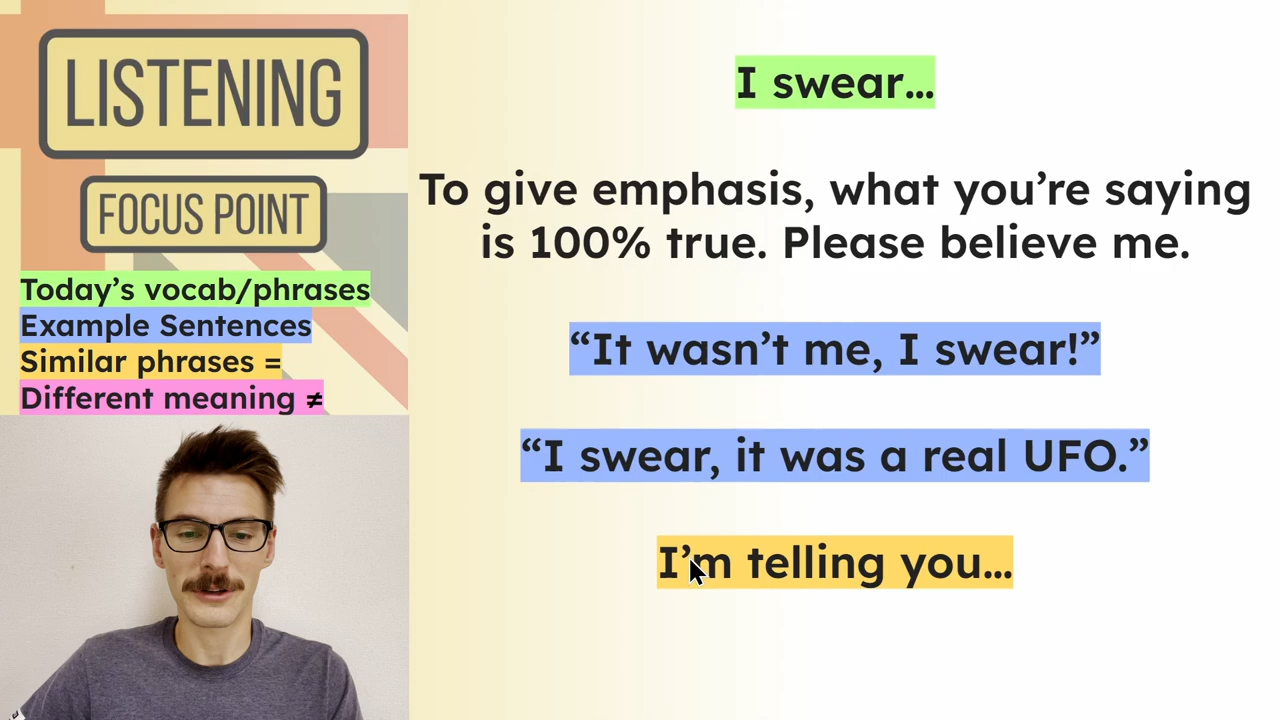 LISTENING
FOCUS POINT
Today's vocab/phrases
Example Sentences
Similar phrases =
Different meaning ≠
I swear...
To give emphasis, what you’re saying
is 100% true. Please believe me.
“It wasn’t me, I swear!”
“I swear, it was a real UFO.”
I’m telling you...